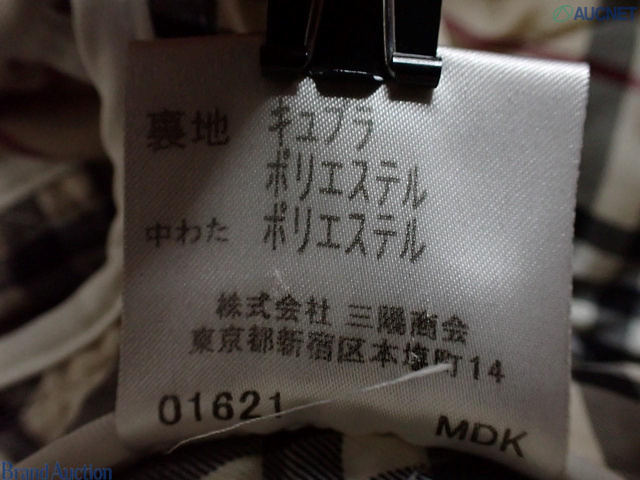 AUCNET
裏地 キュプラ
ポリエステル
中わた ポリエステル
株式会社 三陽商会
東京都新宿区本塩町14
01621 MDK
Brand Auction